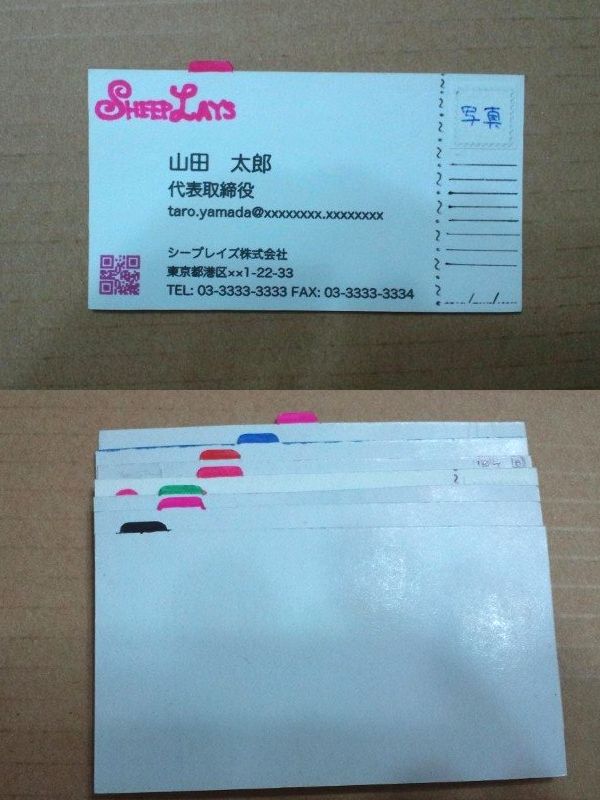 SHEEP LAYS
写真
山田　太郎
代表取締役
taro.yamada@xxxxxxxx.xxxxxxxx
シープレイズ株式会社
東京都港区××1-22-33
TEL: 03-3333-3333 FAX: 03-3333-3334